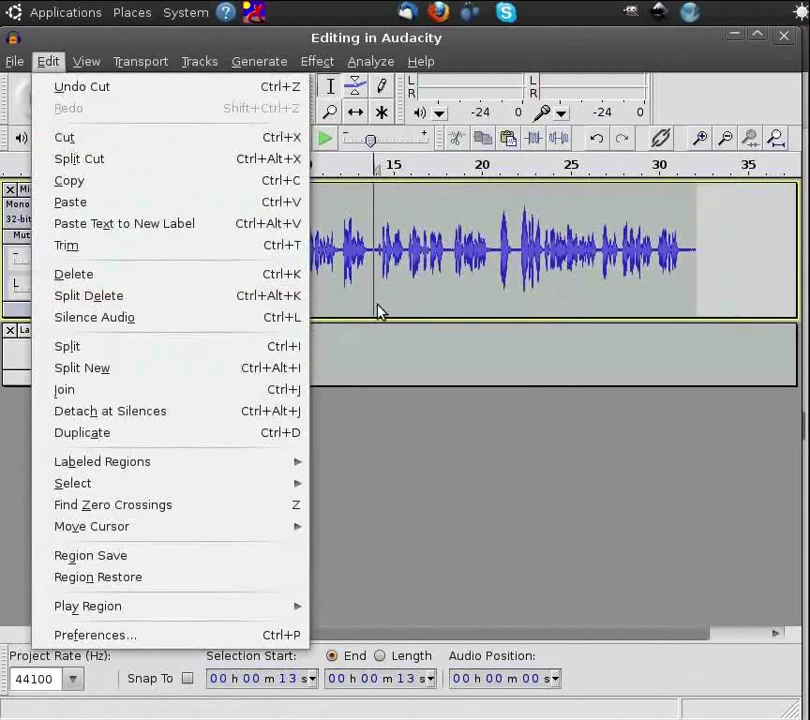 Applications Places System
Editing in Audacity
File Edit View Transport Tracks Generate Effect Analyze Help
Undo Cut Ctrl+Z
Redo Shift+Ctrl+Z
Cut Ctrl+X
Split Cut Ctrl+Alt+X
Copy Ctrl+C
Paste Ctrl+V
Paste Text to New Label Ctrl+Alt+V
Trim Ctrl+T
Delete Ctrl+K
Split Delete Ctrl+Alt+K
Silence Audio Ctrl+L
Split Ctrl+I
Split New Ctrl+Alt+I
Join Ctrl+J
Detach at Silences Ctrl+Alt+J
Duplicate Ctrl+D
Labeled Regions
Select
Find Zero Crossings Z
Move Cursor
Region Save
Region Restore
Play Region
Preferences... Ctrl+P
L
R
-24 0
L
R
-24 0
15 20 25 30 35
Mi
Mono
32-bit
Mut
L
La
Project Rate (Hz):
44100
Snap To
Selection Start:
End
Length
00 h 00 m 13 s
00 h 00 m 13 s
Audio Position:
00 h 00 m 00 s